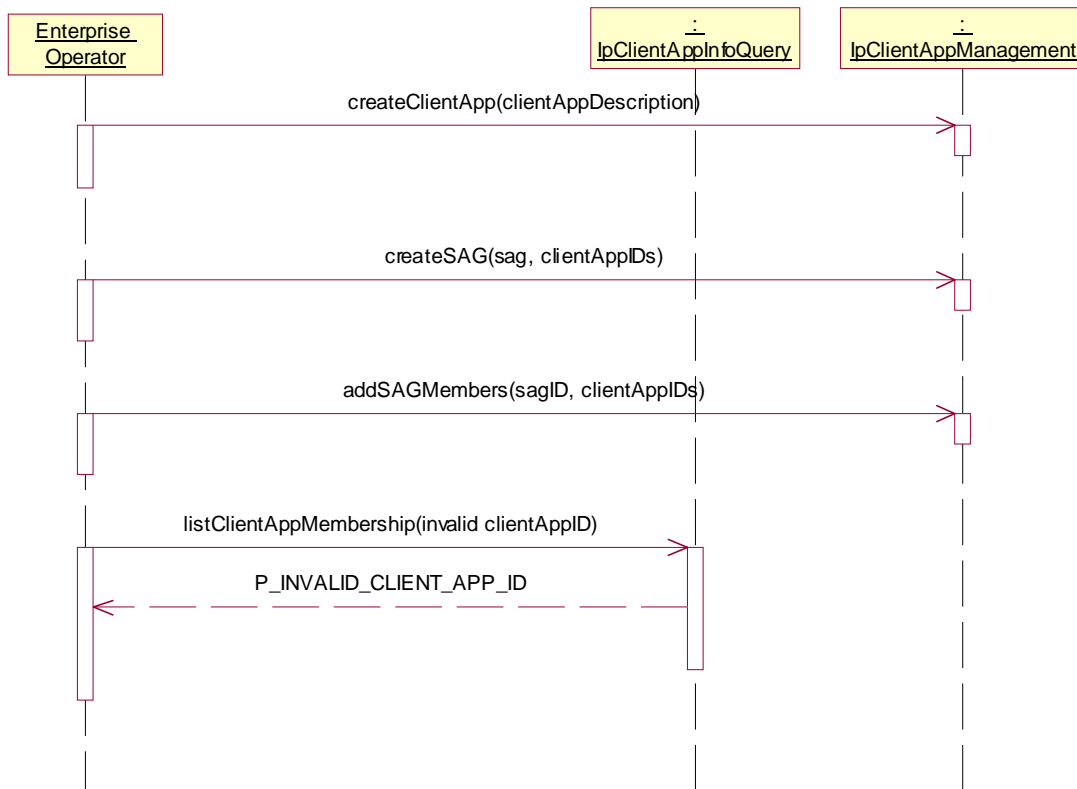 Enterprise
Operator
:
IpClientAppInfoQuery
:
IpClientAppManagement
createClientApp(clientAppDescription)
createSAG(sag, clientAppIDs)
addSAGMembers(sagID, clientAppIDs)
listClientAppMembership(invalid clientAppID)
P_INVALID_CLIENT_APP_ID